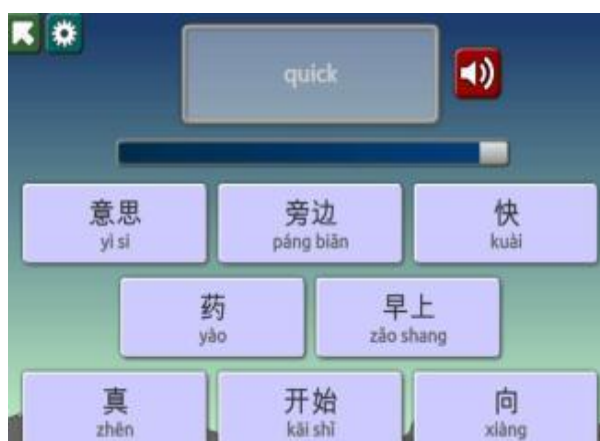 quick
意思
yì si
旁边
páng biān
快
kuài
药
yào
早上
zǎo shang
真
zhēn
开始
kāi shǐ
向
xiàng